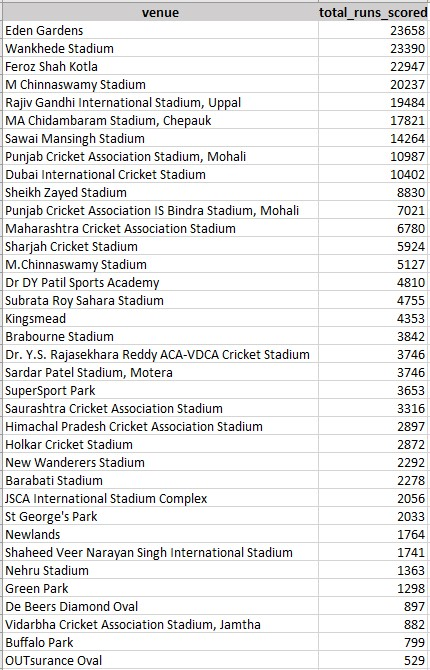 venue total_runs_scored
Eden Gardens 23658
Wankhede Stadium 23390
Feroz Shah Kotla 22947
M Chinnaswamy Stadium 20237
Rajiv Gandhi International Stadium, Uppal 19484
MA Chidambaram Stadium, Chepauk 17821
Sawai Mansingh Stadium 14264
Punjab Cricket Association Stadium, Mohali 10987
Dubai International Cricket Stadium 10402
Sheikh Zayed Stadium 8830
Punjab Cricket Association IS Bindra Stadium, Mohali 7021
Maharashtra Cricket Association Stadium 6780
Sharjah Cricket Stadium 5924
M.Chinnaswamy Stadium 5127
Dr DY Patil Sports Academy 4810
Subrata Roy Sahara Stadium 4755
Kingsmead 4353
Brabourne Stadium 3842
Dr. Y.S. Rajasekhara Reddy ACA-VDCA Cricket Stadium 3746
Sardar Patel Stadium, Motera 3746
SuperSport Park 3653
Saurashtra Cricket Association Stadium 3316
Himachal Pradesh Cricket Association Stadium 2897
Holkar Cricket Stadium 2872
New Wanderers Stadium 2292
Barabati Stadium 2278
JSCA International Stadium Complex 2056
St George's Park 2033
Newlands 1764
Shaheed Veer Narayan Singh International Stadium 1741
Nehru Stadium 1363
Green Park 1298
De Beers Diamond Oval 897
Vidarbha Cricket Association Stadium, Jamtha 882
Buffalo Park 799
OUTsurance Oval 529